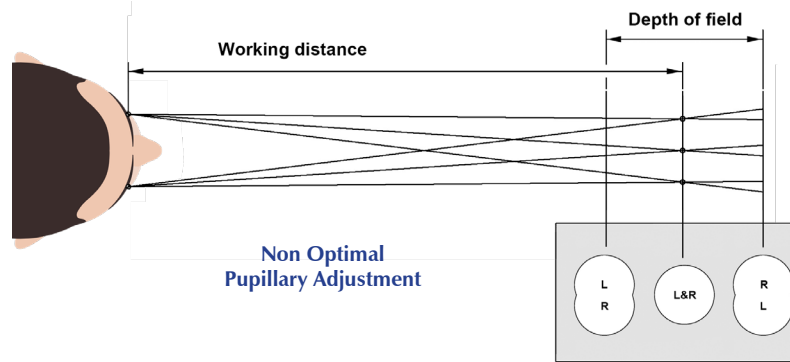 Depth of field
Working distance
Non Optimal
Pupillary Adjustment
L
R
L&R
R
L